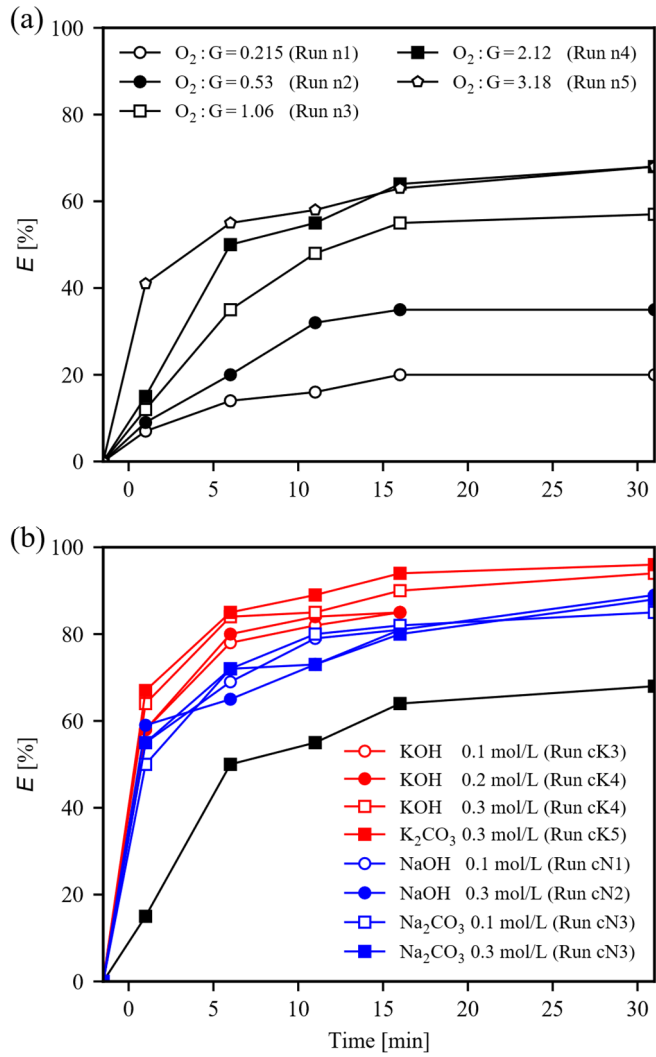 (a)
100
80
60
40
20
0
E [%]
O₂ : G = 0.215 (Run n1)
O₂ : G = 0.53 (Run n2)
O₂ : G = 1.06 (Run n3)
O₂ : G = 2.12 (Run n4)
O₂ : G = 3.18 (Run n5)
0 5 10 15 20 25 30
(b)
100
80
60
40
20
0
E [%]
KOH 0.1 mol/L (Run cK3)
KOH 0.2 mol/L (Run cK4)
KOH 0.3 mol/L (Run cK4)
K₂CO₃ 0.3 mol/L (Run cK5)
NaOH 0.1 mol/L (Run cN1)
NaOH 0.3 mol/L (Run cN2)
Na₂CO₃ 0.1 mol/L (Run cN3)
Na₂CO₃ 0.3 mol/L (Run cN3)
0 5 10 15 20 25 30
Time [min]